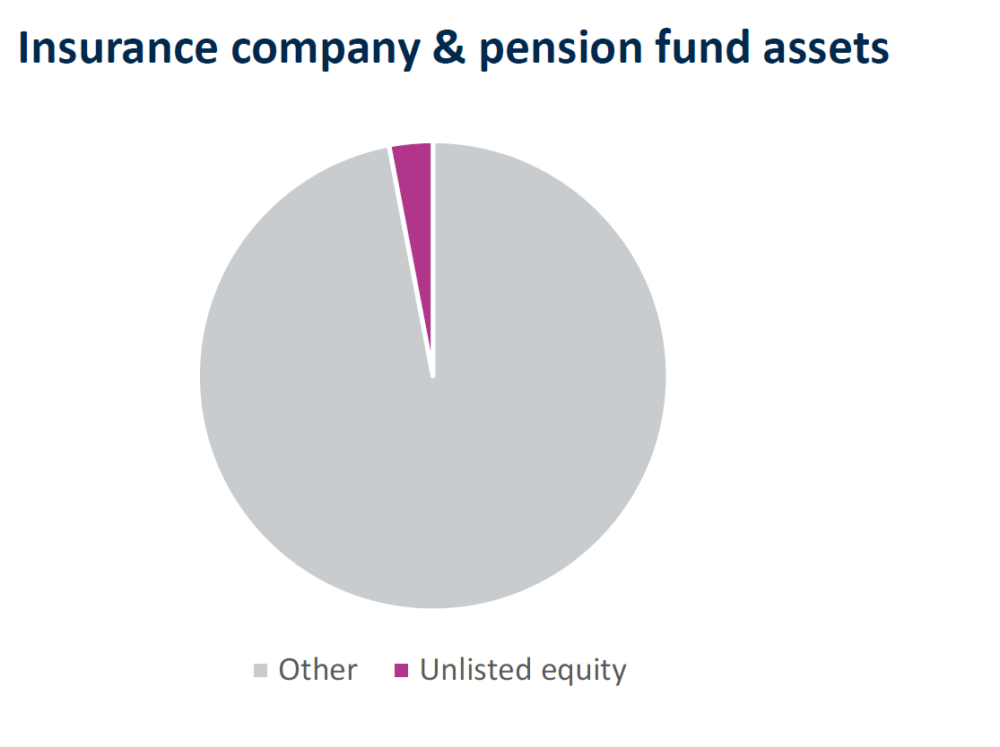 Insurance company & pension fund assets
Other Unlisted equity